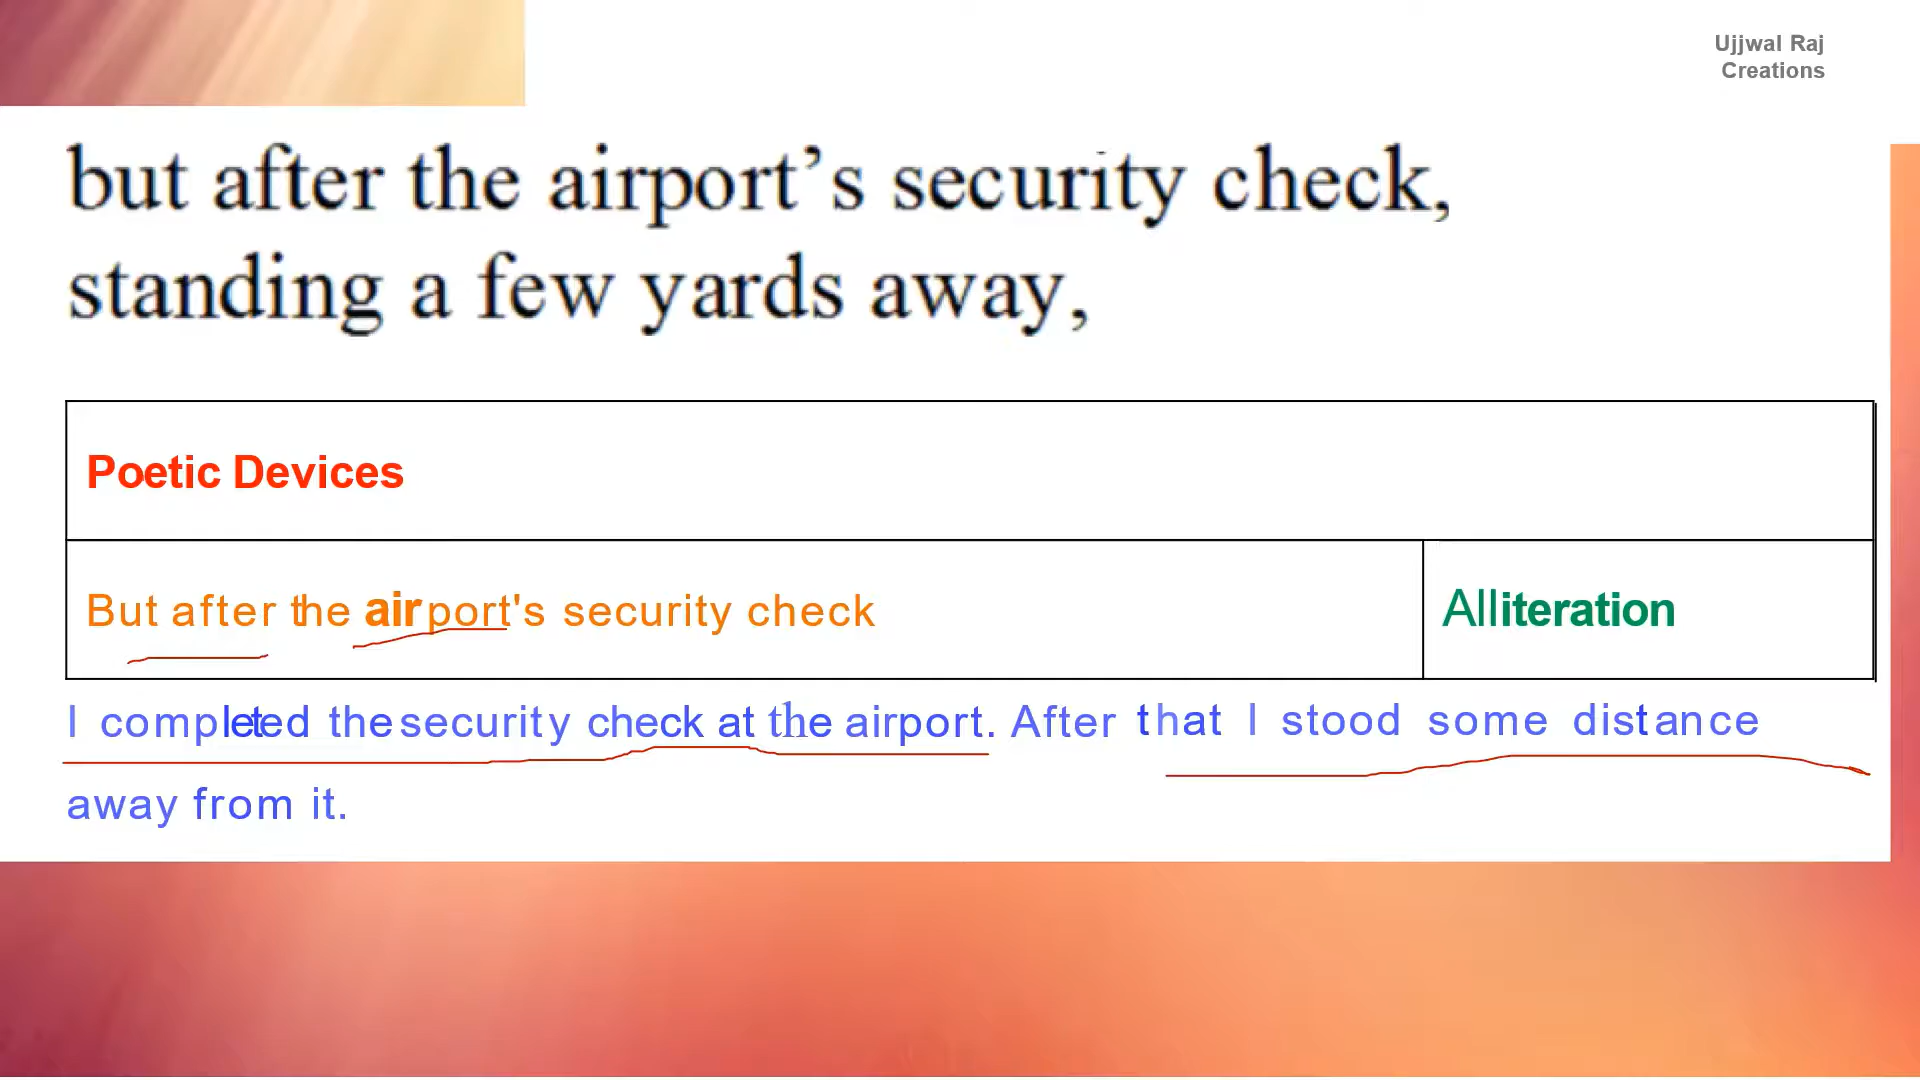 Ujjwal Raj
Creations
but after the airport’s security check,
standing a few yards away,
Poetic Devices
But after the airport's security check
Alliteration
I completed the security check at the airport. After that I stood some distance
away from it.